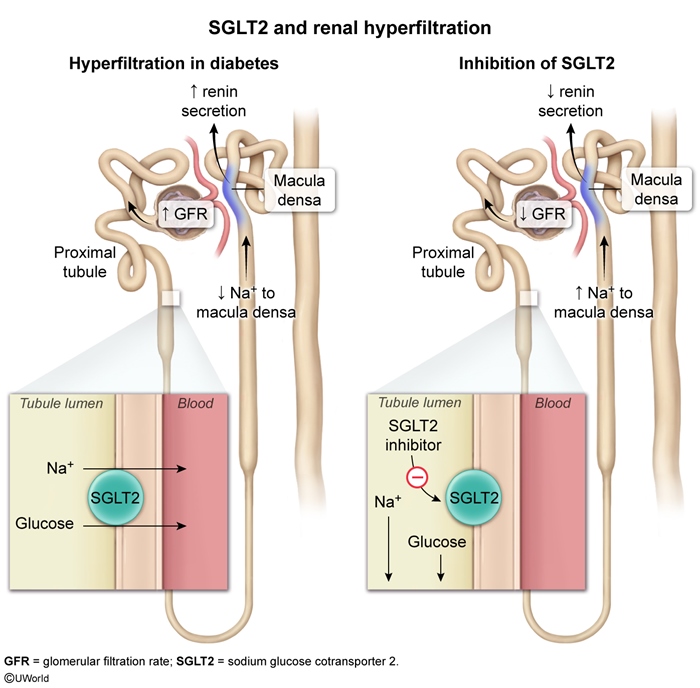 SGLT2 and renal hyperfiltration
Hyperfiltration in diabetes
↑ renin
secretion
Macula
densa
↑ GFR
Proximal
tubule
↓ Na⁺ to
macula densa
Tubule lumen
Blood
Na⁺
SGLT2
Glucose
Inhibition of SGLT2
↓ renin
secretion
Macula
densa
↓ GFR
Proximal
tubule
↑ Na⁺ to
macula densa
Tubule lumen
Blood
SGLT2
inhibitor
−
SGLT2
Na⁺
Glucose
GFR = glomerular filtration rate; SGLT2 = sodium glucose cotransporter 2.
©UWorld